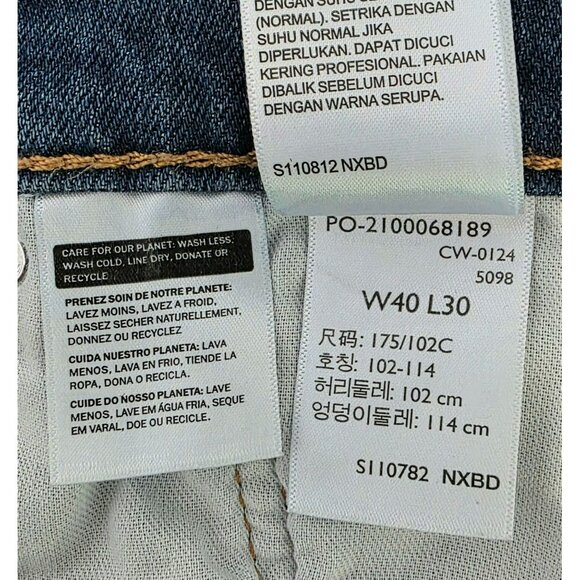 DENGAN SUHU SE
(NORMAL). SETRIKA DENGAN
SUHU NORMAL JIKA
DIPERLUKAN. DAPAT DICUCI
KERING PROFESIONAL. PAKAIAN
DIBALIK SEBELUM DICUCI
DENGAN WARNA SERUPA.
S110812 NXBD
CARE FOR OUR PLANET: WASH LESS,
WASH COLD, LINE DRY, DONATE OR
RECYCLE
PRENEZ SOIN DE NOTRE PLANETE:
LAVEZ MOINS, LAVEZ A FROID,
LAISSEZ SECHER NATURELLEMENT,
DONNEZ OU RECYCLEZ
CUIDA NUESTRO PLANETA: LAVA
MENOS, LAVA EN FRIO, TIENDE LA
ROPA, DONA O RECICLA.
CUIDE DO NOSSO PLANETA: LAVE
MENOS, LAVE EM ÁGUA FRIA, SEQUE
EM VARAL, DOE OU RECICLE.
PO-2100068189
CW-0124
5098
W40 L30
尺码: 175/102C
호칭: 102-114
허리둘레: 102 cm
엉덩이둘레: 114 cm
S110782 NXBD